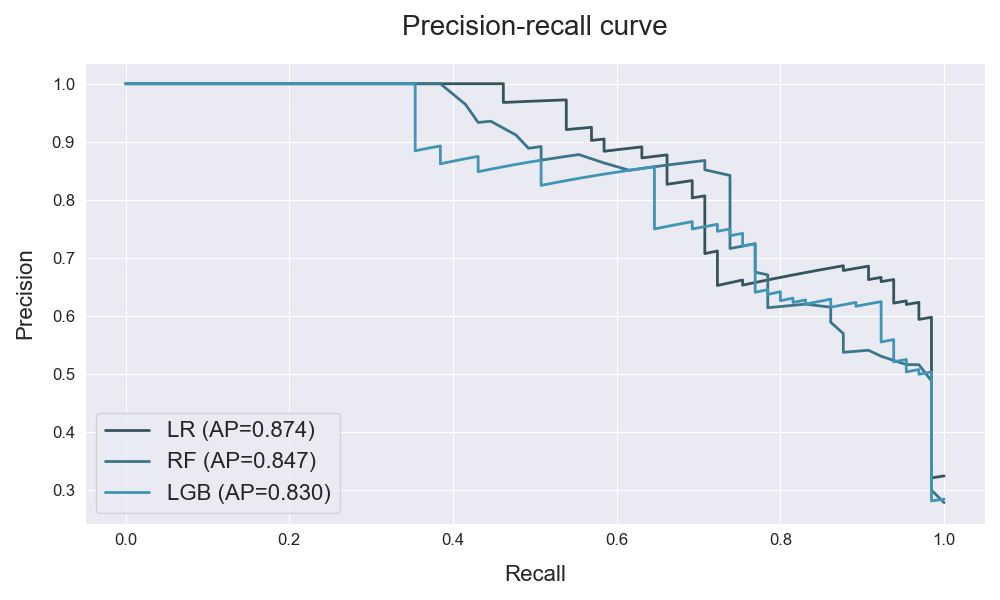 Precision-recall curve
1.0
0.9
0.8
0.7
0.6
0.5
0.4
0.3
Precision
LR (AP=0.874)
RF (AP=0.847)
LGB (AP=0.830)
0.0 0.2 0.4 0.6 0.8 1.0
Recall